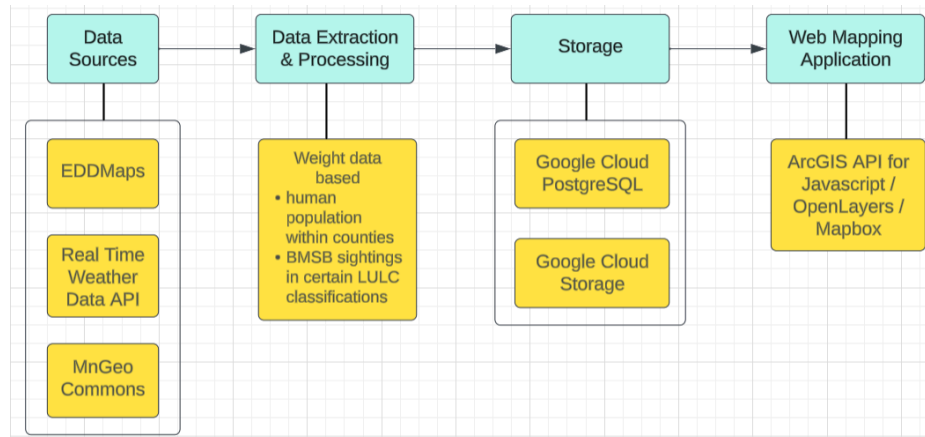 Data
Sources
Data Extraction
& Processing
Storage
Web Mapping
Application
EDDMaps
Real Time
Weather
Data API
MnGeo
Commons
Weight data
based
• human
population
within counties
• BMSB sightings
in certain LULC
classifications
Google Cloud
PostgreSQL
Google Cloud
Storage
ArcGIS API for
Javascript /
OpenLayers /
Mapbox